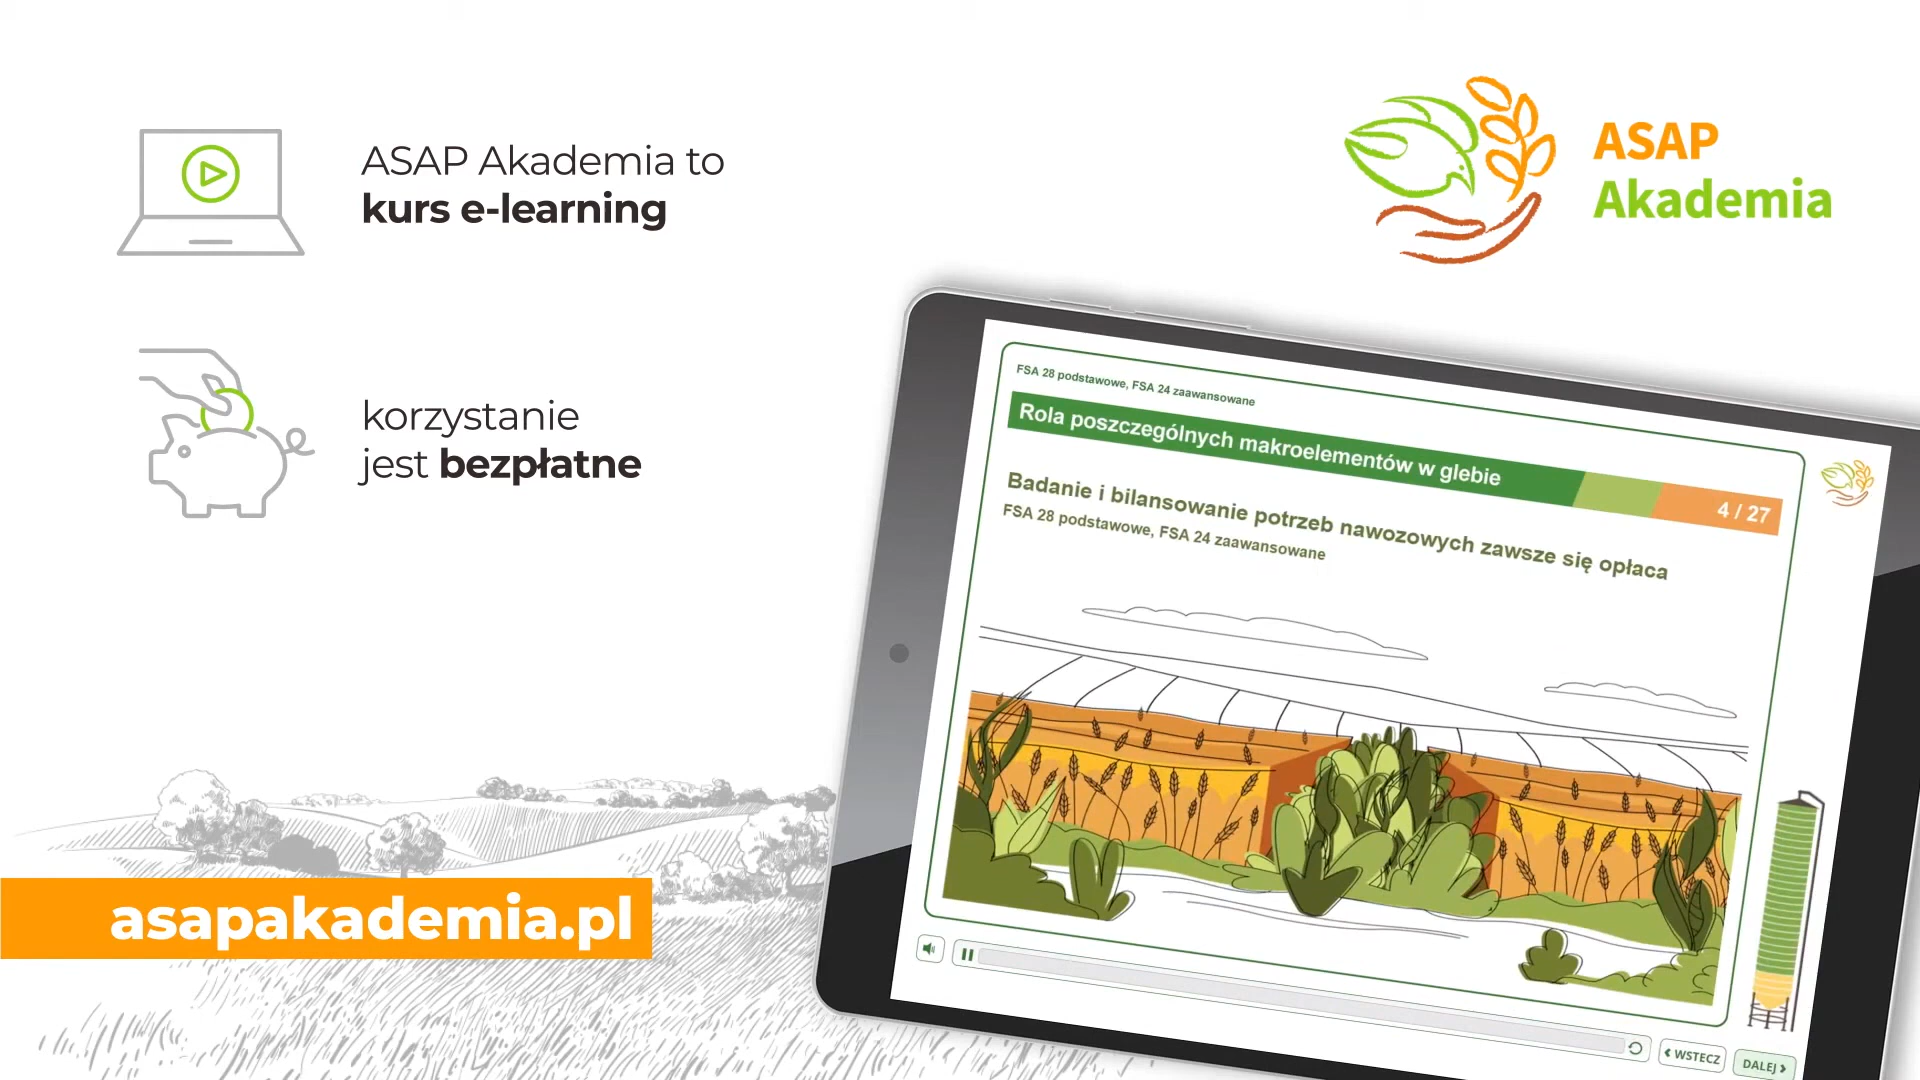 ASAP Akademia to
kurs e-learning
korzystanie
jest bezpłatne
asapakademia.pl
ASAP
Akademia
FSA 28 podstawowe, FSA 24 zaawansowane
Rola poszczególnych makroelementów w glebie
4 / 27
Badanie i bilansowanie potrzeb nawozowych zawsze się opłaca
FSA 28 podstawowe, FSA 24 zaawansowane
WSTECZ
DALEJ